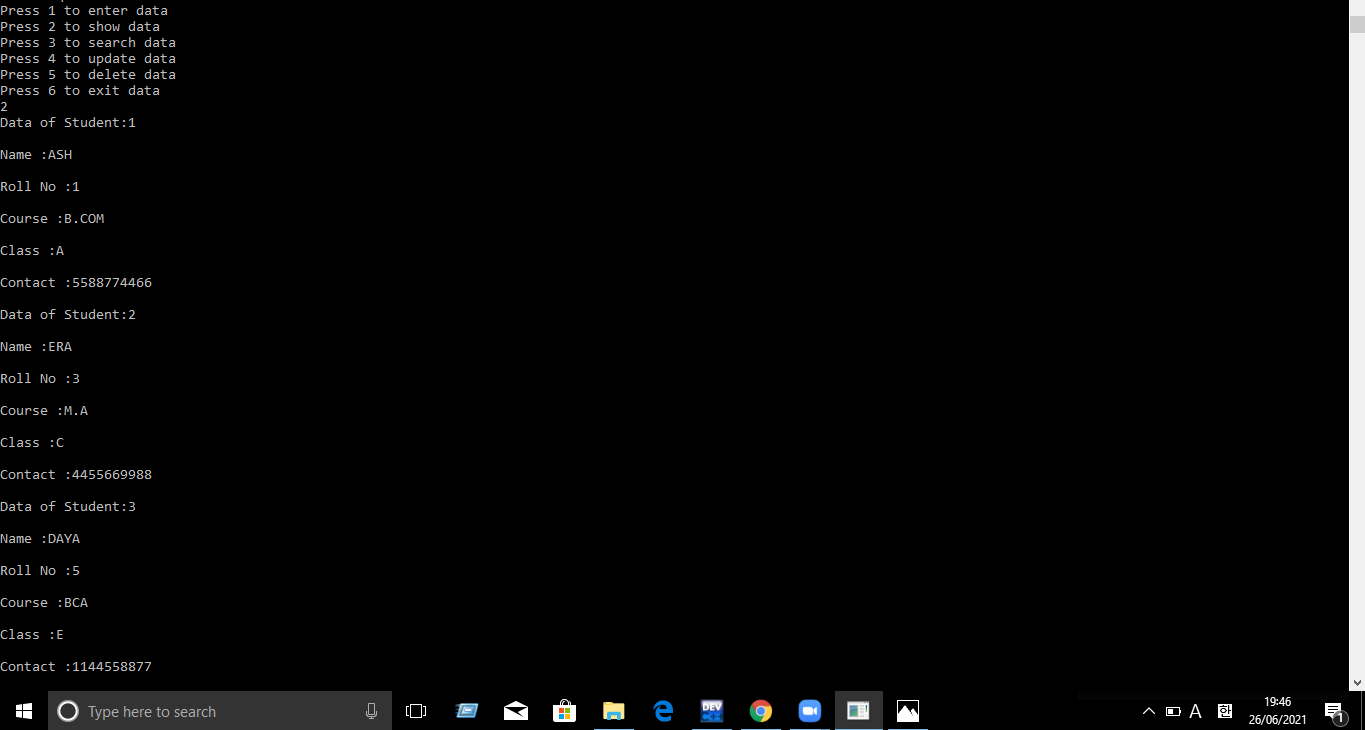 Press 1 to enter data
Press 2 to show data
Press 3 to search data
Press 4 to update data
Press 5 to delete data
Press 6 to exit data
2
Data of Student:1
Name :ASH
Roll No :1
Course :B.COM
Class :A
Contact :5588774466
Data of Student:2
Name :ERA
Roll No :3
Course :M.A
Class :C
Contact :4455669988
Data of Student:3
Name :DAYA
Roll No :5
Course :BCA
Class :E
Contact :1144558877
Type here to search
DEV
A
한
19:46
26/06/2021
1